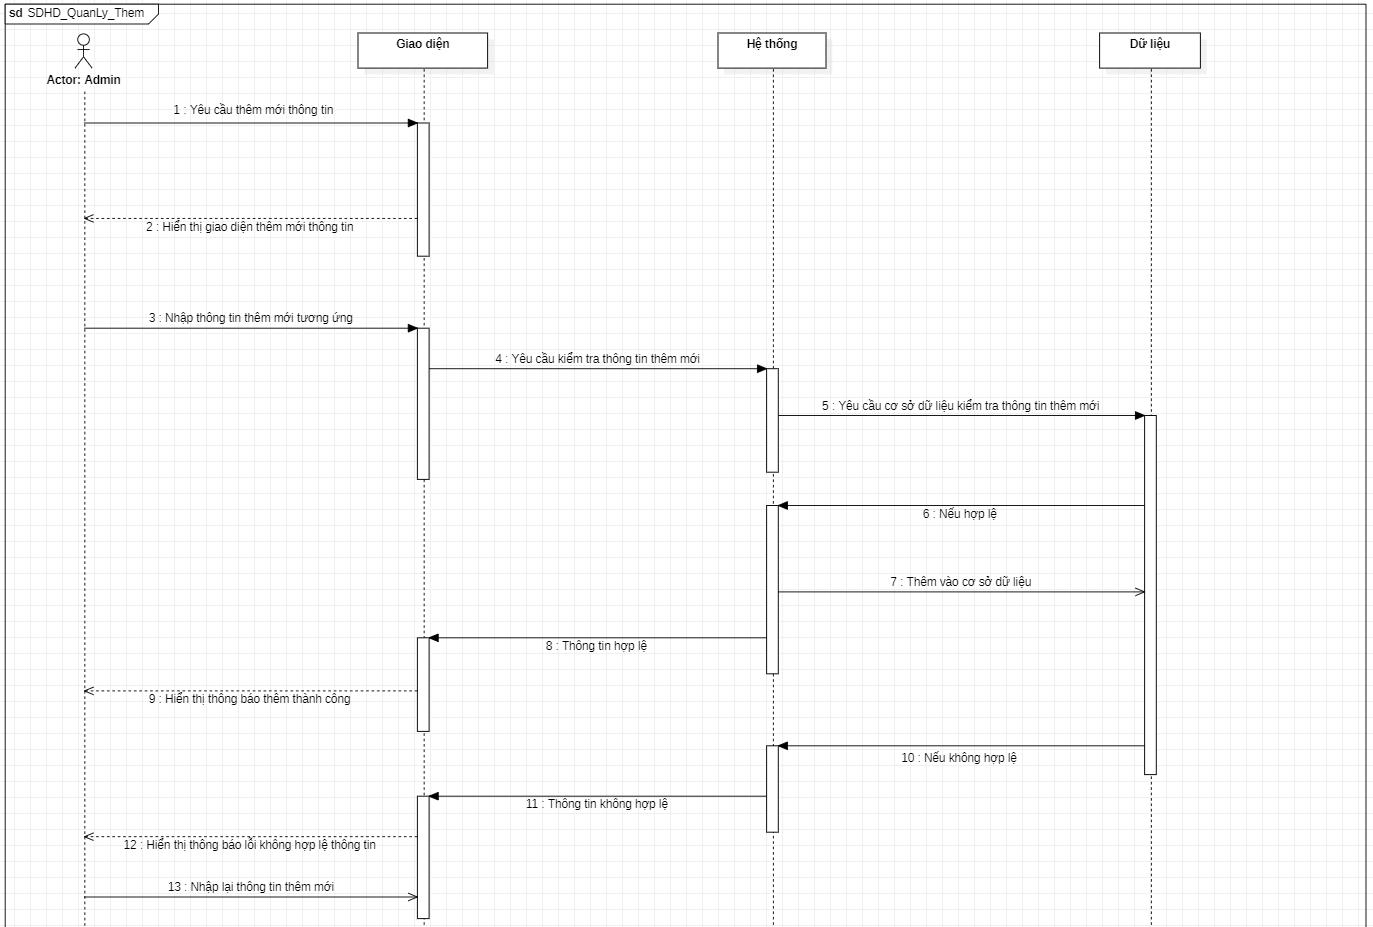 sd SDHD_QuanLy_Them
Giao diện
Hệ thống
Dữ liệu
Actor: Admin
1 : Yêu cầu thêm mới thông tin
2 : Hiển thị giao diện thêm mới thông tin
3 : Nhập thông tin thêm mới tương ứng
4 : Yêu cầu kiểm tra thông tin thêm mới
5 : Yêu cầu cơ sở dữ liệu kiểm tra thông tin thêm mới
6 : Nếu hợp lệ
7 : Thêm vào cơ sở dữ liệu
8 : Thông tin hợp lệ
9 : Hiển thị thông báo thêm thành công
10 : Nếu không hợp lệ
11 : Thông tin không hợp lệ
12 : Hiển thị thông báo lỗi không hợp lệ thông tin
13 : Nhập lại thông tin thêm mới